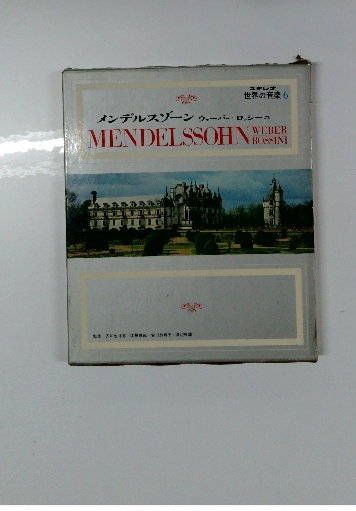 ステレオ
世界の音楽 6
メンデルスゾーン ウェーバー ロッシーニ
MENDELSSOHN WEBER
ROSSINI